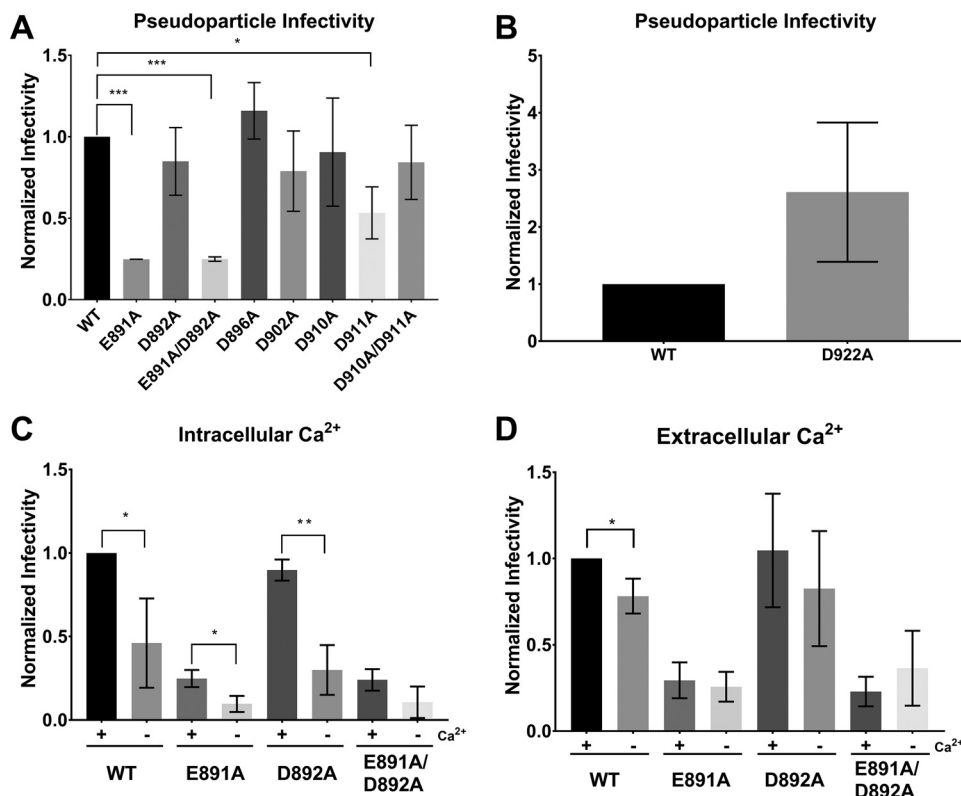 A
Pseudoparticle Infectivity
Normalized Infectivity
1.5
1.0
0.5
0.0
*
***
***
WT
E891A
D892A
E891A/D892A
D896A
D902A
D910A
D911A
D910A/D911A
B
Pseudoparticle Infectivity
Normalized Infectivity
5
4
3
2
1
0
WT
D922A
C
Intracellular Ca²⁺
Normalized Infectivity
1.5
1.0
0.5
0.0
*
*
**
+ - + - + - + - Ca²⁺
WT E891A D892A E891A/
D892A
D
Extracellular Ca²⁺
Normalized Infectivity
1.5
1.0
0.5
0.0
*
+ - + - + - + - Ca²⁺
WT E891A D892A E891A/
D892A